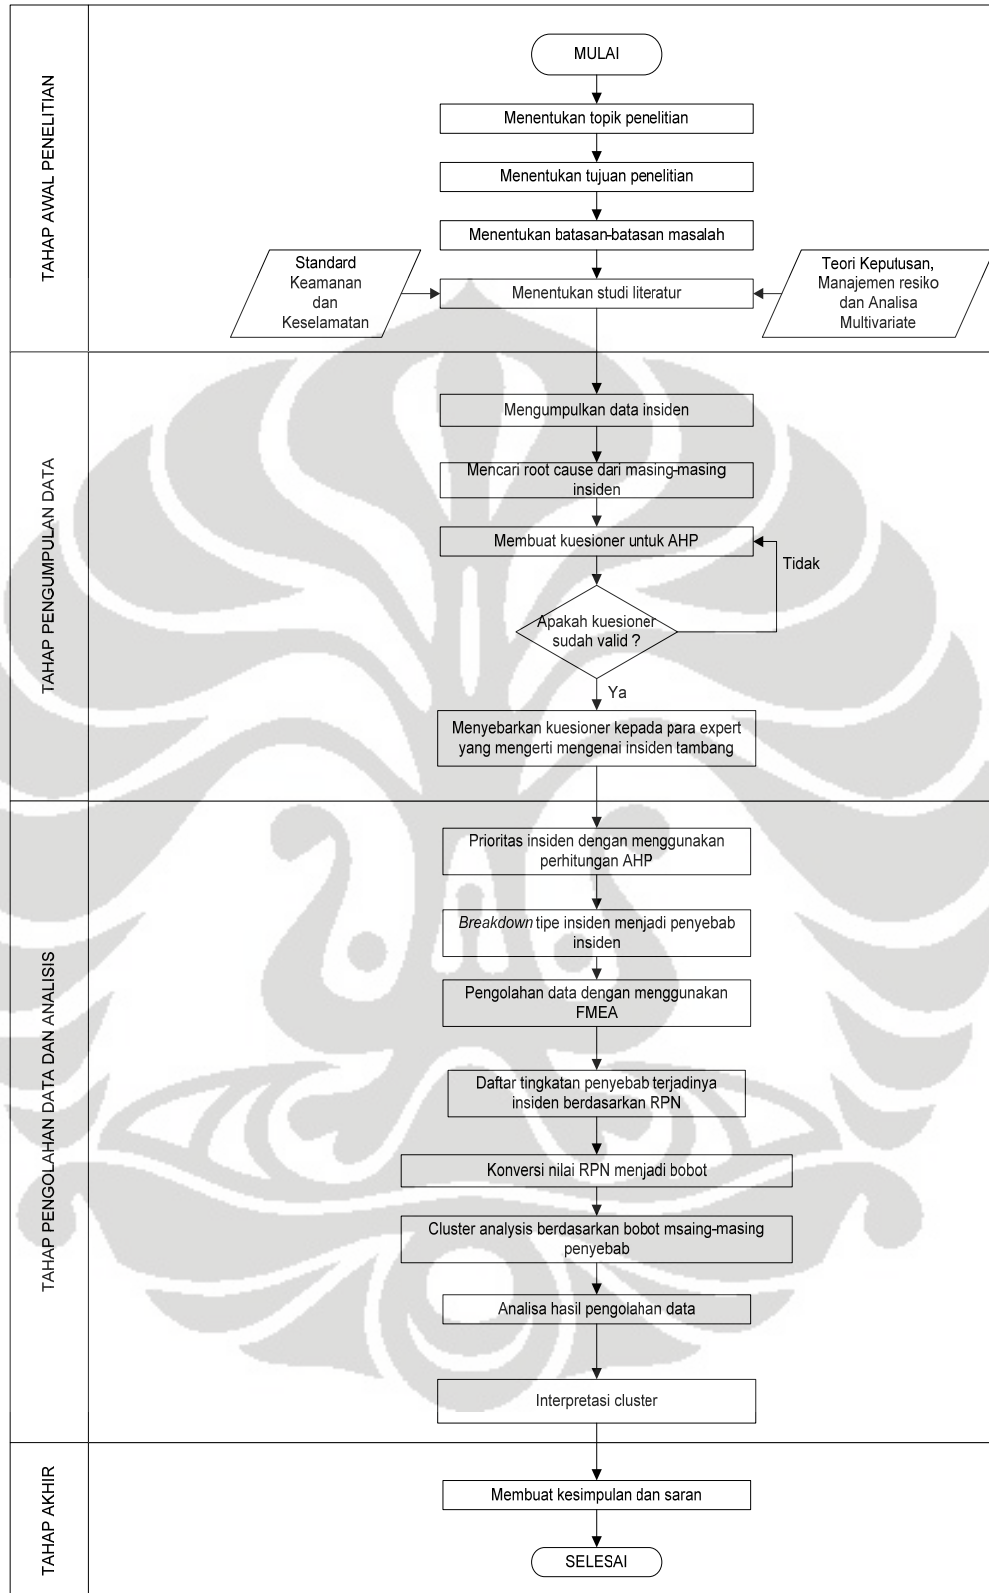 TAHAP AWAL PENELITIAN
MULAI
Menentukan topik penelitian
Menentukan tujuan penelitian
Menentukan batasan-batasan masalah
Standard
Keamanan
dan
Keselamatan
Menentukan studi literatur
Teori Keputusan,
Manajemen resiko
dan Analisa
Multivariate
TAHAP PENGUMPULAN DATA
Mengumpulkan data insiden
Mencari root cause dari masing-masing
insiden
Membuat kuesioner untuk AHP
Tidak
Apakah kuesioner
sudah valid ?
Ya
Menyebarkan kuesioner kepada para expert
yang mengerti mengenai insiden tambang
TAHAP PENGOLAHAN DATA DAN ANALISIS
Prioritas insiden dengan menggunakan
perhitungan AHP
Breakdown tipe insiden menjadi penyebab
insiden
Pengolahan data dengan menggunakan
FMEA
Daftar tingkatan penyebab terjadinya
insiden berdasarkan RPN
Konversi nilai RPN menjadi bobot
Cluster analysis berdasarkan bobot msaing-masing
penyebab
Analisa hasil pengolahan data
Interpretasi cluster
TAHAP AKHIR
Membuat kesimpulan dan saran
SELESAI